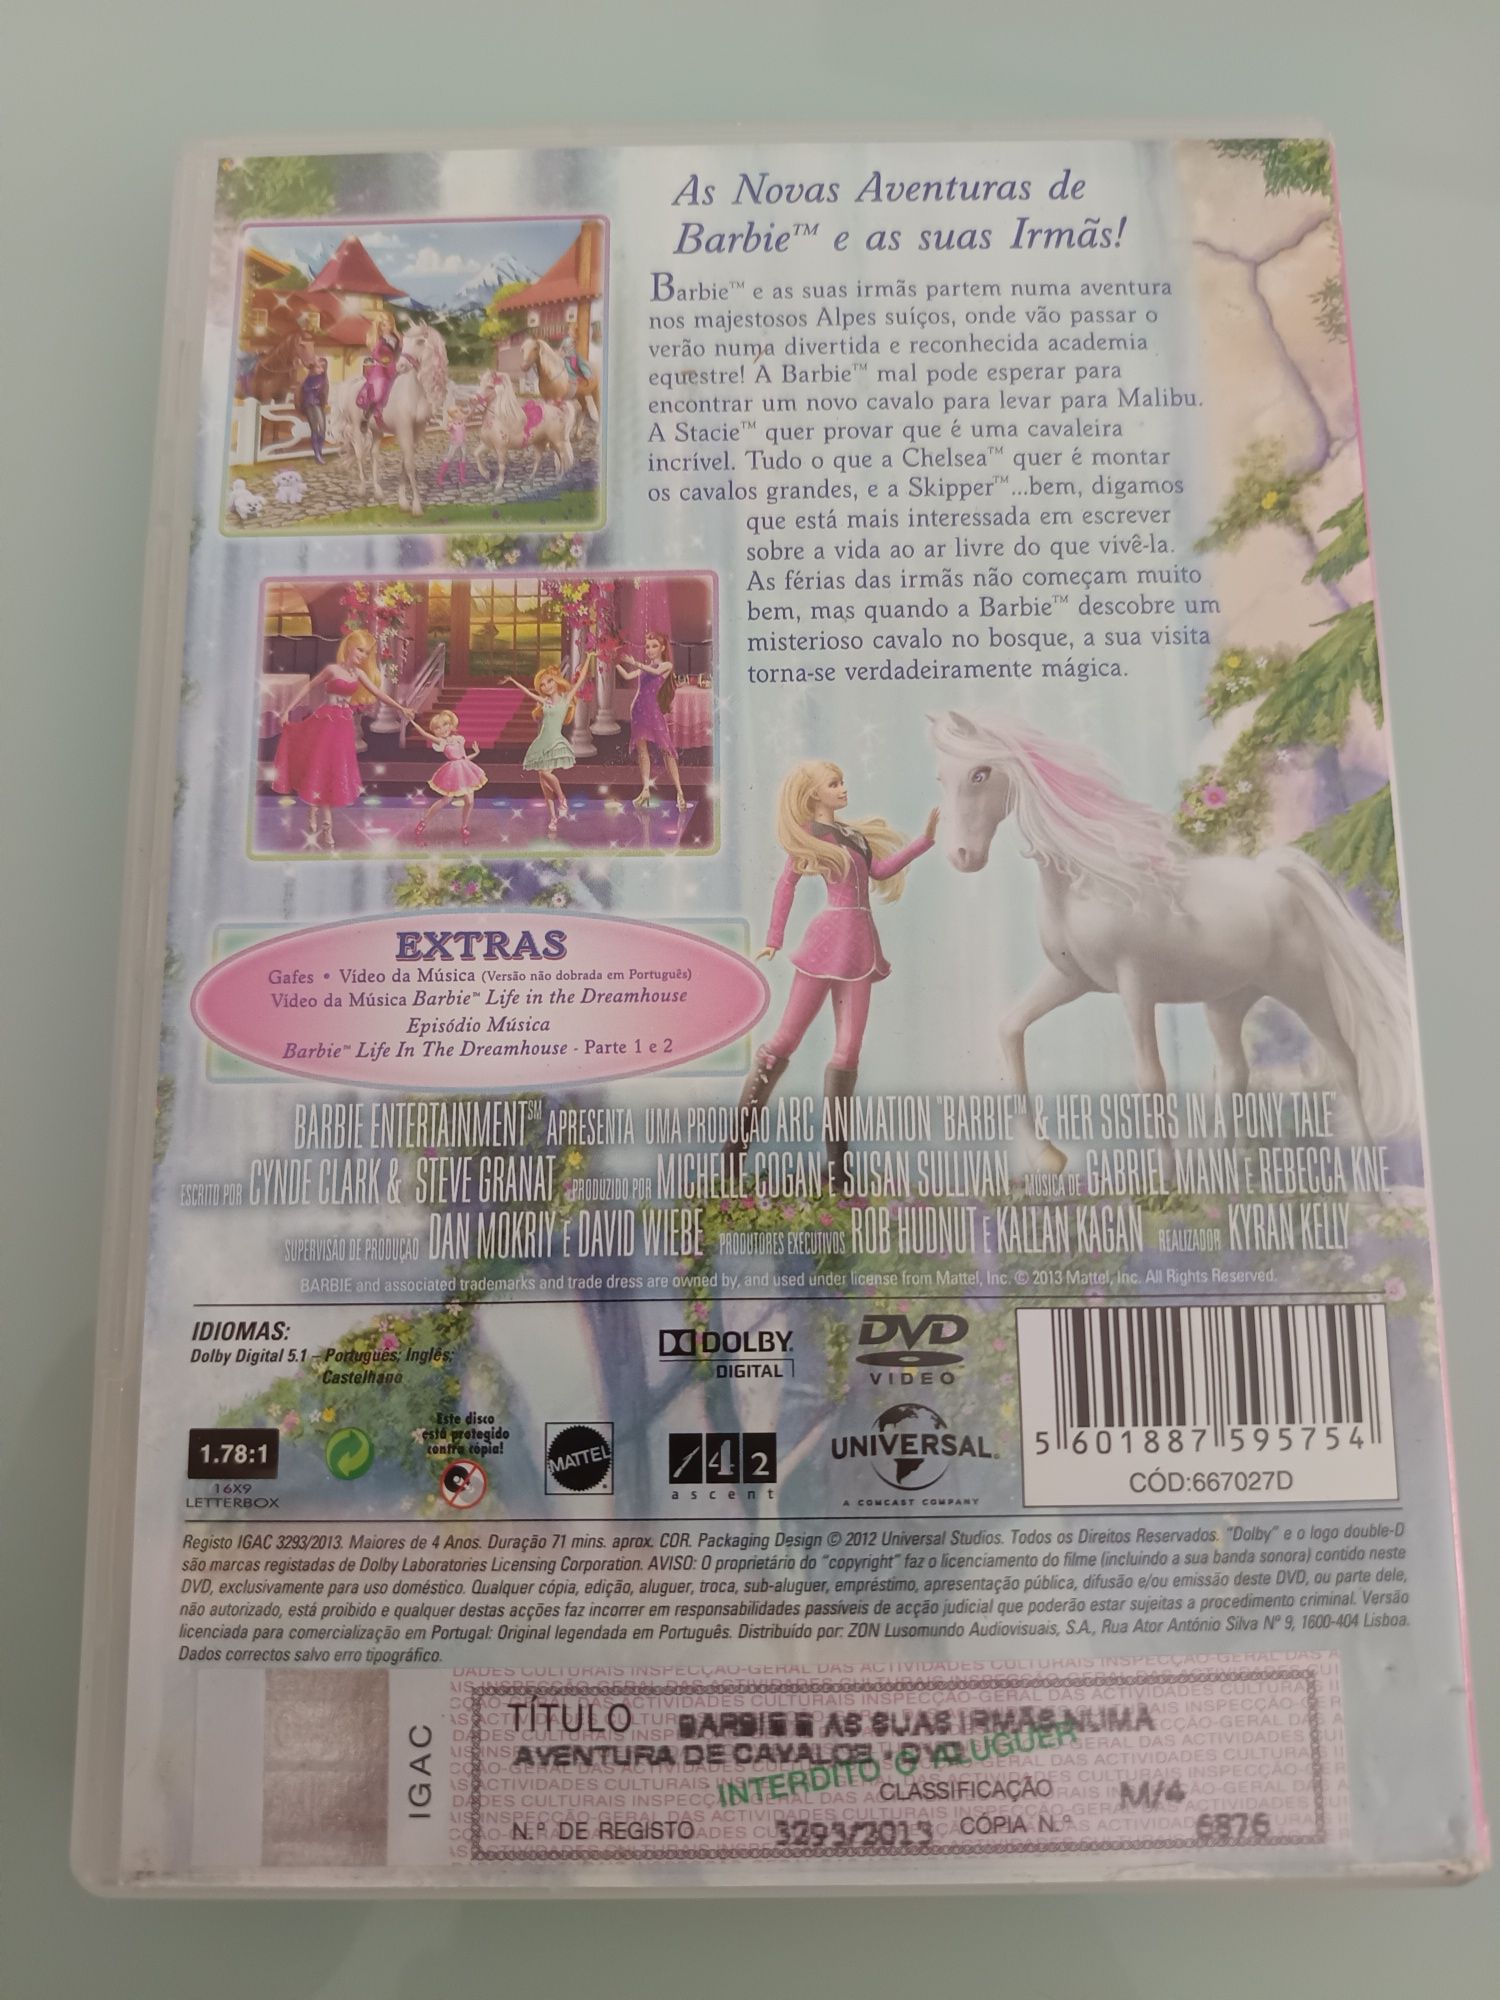 As Novas Aventuras de
Barbie™ e as suas Irmãs!
Barbie™ e as suas irmãs partem numa aventura
nos majestosos Alpes suíços, onde vão passar o
verão numa divertida e reconhecida academia
equestre! A Barbie™ mal pode esperar para
encontrar um novo cavalo para levar para Malibu.
A Stacie™ quer provar que é uma cavaleira
incrível. Tudo o que a Chelsea™ quer é montar
os cavalos grandes, e a Skipper™...bem, digamos
que está mais interessada em escrever
sobre a vida ao ar livre do que vivê-la.
As férias das irmãs não começam muito
bem, mas quando a Barbie™ descobre um
misterioso cavalo no bosque, a sua visita
torna-se verdadeiramente mágica.
EXTRAS
Gafes • Vídeo da Música (Versão não dobrada em Português)
Vídeo da Música Barbie™ Life in the Dreamhouse
Episódio Música
Barbie™ Life In The Dreamhouse - Parte 1 e 2
BARBIE ENTERTAINMENT℠ APRESENTA UMA PRODUÇÃO ARC ANIMATION "BARBIE™ & HER SISTERS IN A PONY TALE"
ESCRITO POR CYNDE CLARK & STEVE GRANAT PRODUZIDO POR MICHELLE COGAN E SUSAN SULLIVAN MÚSICA DE GABRIEL MANN E REBECCA KNE
SUPERVISÃO DE PRODUÇÃO DAN MOKRIY E DAVID WIEBE PRODUTORES EXECUTIVOS ROB HUDNUT E KALLAN KAGAN REALIZADOR KYRAN KELLY
BARBIE and associated trademarks and trade dress are owned by, and used under license from Mattel, Inc. © 2013 Mattel, Inc. All Rights Reserved.
IDIOMAS:
Dolby Digital 5.1 – Português; Inglês;
Castelhano
DOLBY
DIGITAL
DVD
VIDEO
1.78:1
16X9
LETTERBOX
Este disco
está protegido
contra cópia!
MATTEL
142
ascent
UNIVERSAL
A COMCAST COMPANY
5 601887 595754
CÓD:667027D
Registo IGAC 3293/2013. Maiores de 4 Anos. Duração 71 mins. aprox. COR. Packaging Design © 2012 Universal Studios. Todos os Direitos Reservados. "Dolby" e o logo double-D
são marcas registadas de Dolby Laboratories Licensing Corporation. AVISO: O proprietário do "copyright" faz o licenciamento do filme (incluindo a sua banda sonora) contido neste
DVD, exclusivamente para uso doméstico. Qualquer cópia, edição, aluguer, troca, sub-aluguer, empréstimo, apresentação pública, difusão e/ou emissão deste DVD, ou parte dele,
não autorizado, está proibido e qualquer destas acções faz incorrer em responsabilidades passíveis de acção judicial que poderão estar sujeitas a procedimento criminal. Versão
licenciada para comercialização em Portugal: Original legendada em Português. Distribuído por: ZON Lusomundo Audiovisuais, S.A., Rua Ator António Silva Nº 9, 1600-404 Lisboa.
Dados correctos salvo erro tipográfico.
IGAC
TÍTULO BARBIE E AS SUAS IRMÃS NUMA
AVENTURA DE CAVALOS - DVD
INTERDITO O ALUGUER
CLASSIFICAÇÃO M/4
N.º DE REGISTO 3293/2013 CÓPIA N.º 6876